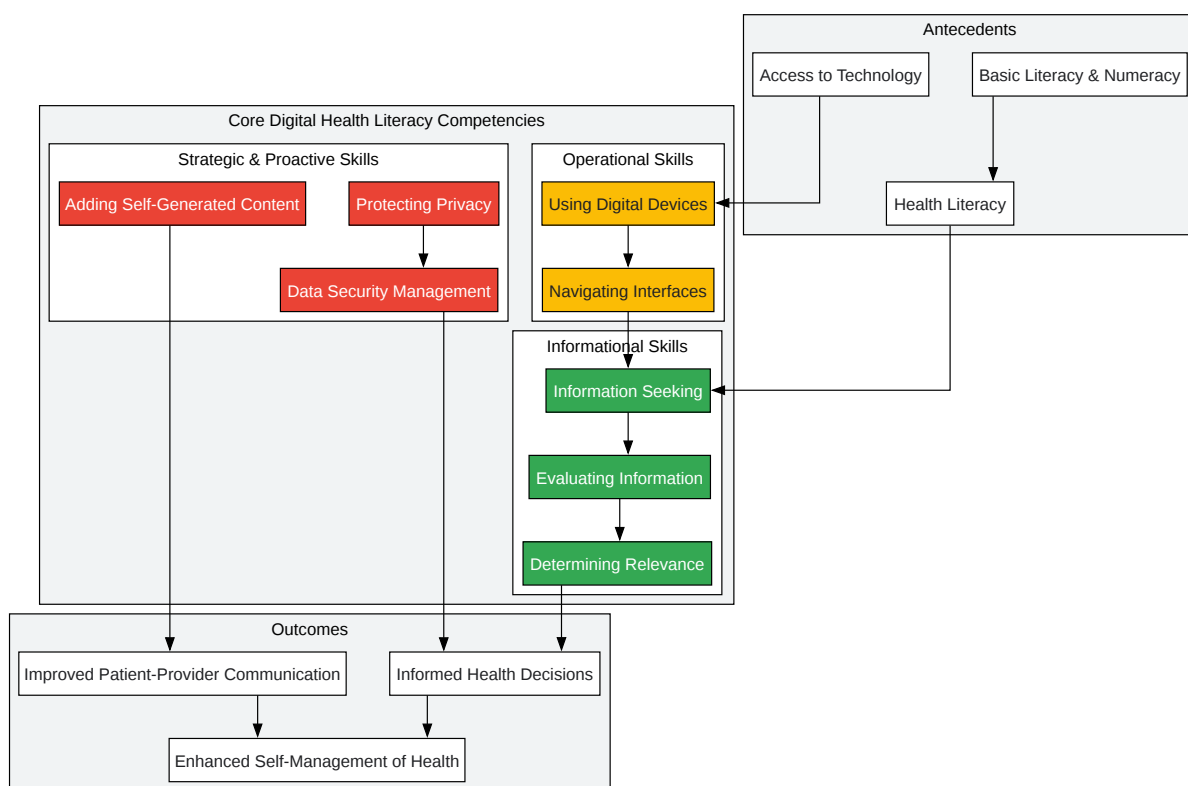 Antecedents
Access to Technology
Basic Literacy & Numeracy
Health Literacy
Core Digital Health Literacy Competencies
Strategic & Proactive Skills
Adding Self-Generated Content
Protecting Privacy
Data Security Management
Operational Skills
Using Digital Devices
Navigating Interfaces
Informational Skills
Information Seeking
Evaluating Information
Determining Relevance
Outcomes
Improved Patient-Provider Communication
Informed Health Decisions
Enhanced Self-Management of Health